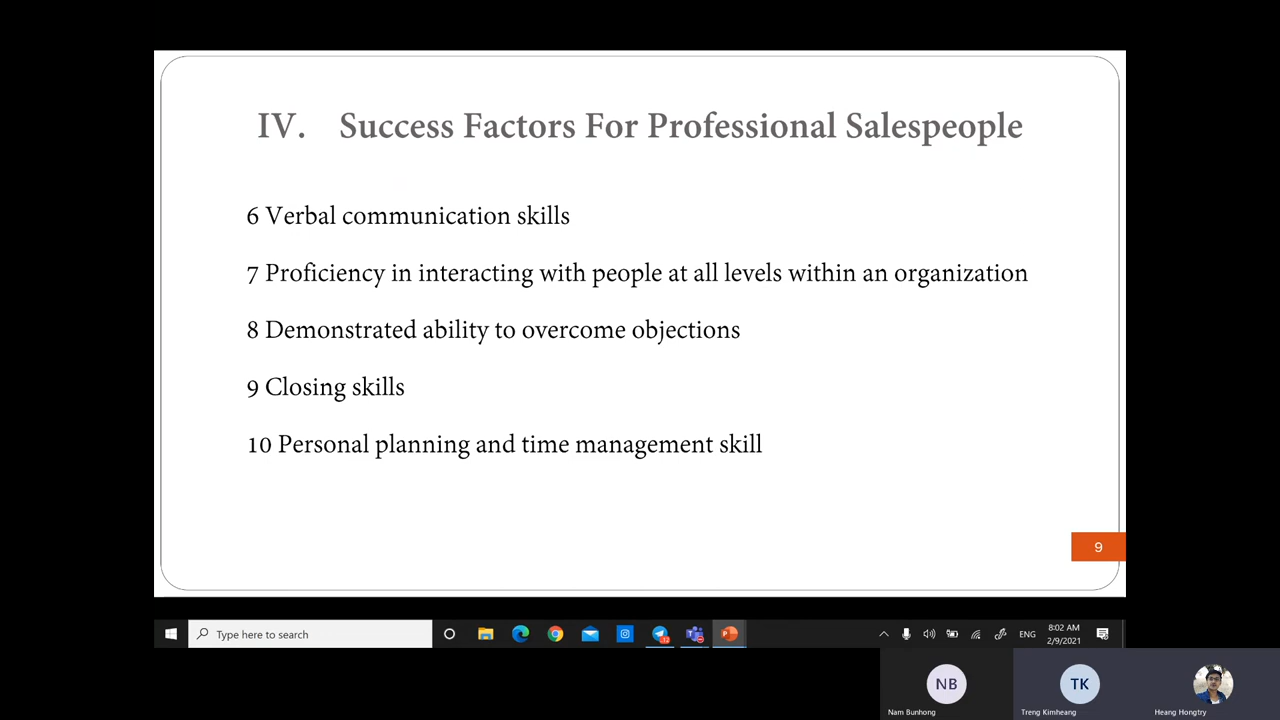 IV. Success Factors For Professional Salespeople
6 Verbal communication skills
7 Proficiency in interacting with people at all levels within an organization
8 Demonstrated ability to overcome objections
9 Closing skills
10 Personal planning and time management skill
9
Type here to search
ENG
8:02 AM
2/9/2021
NB
TK
Nam Bunhong
Treng Kimheang
Heang Hongtry